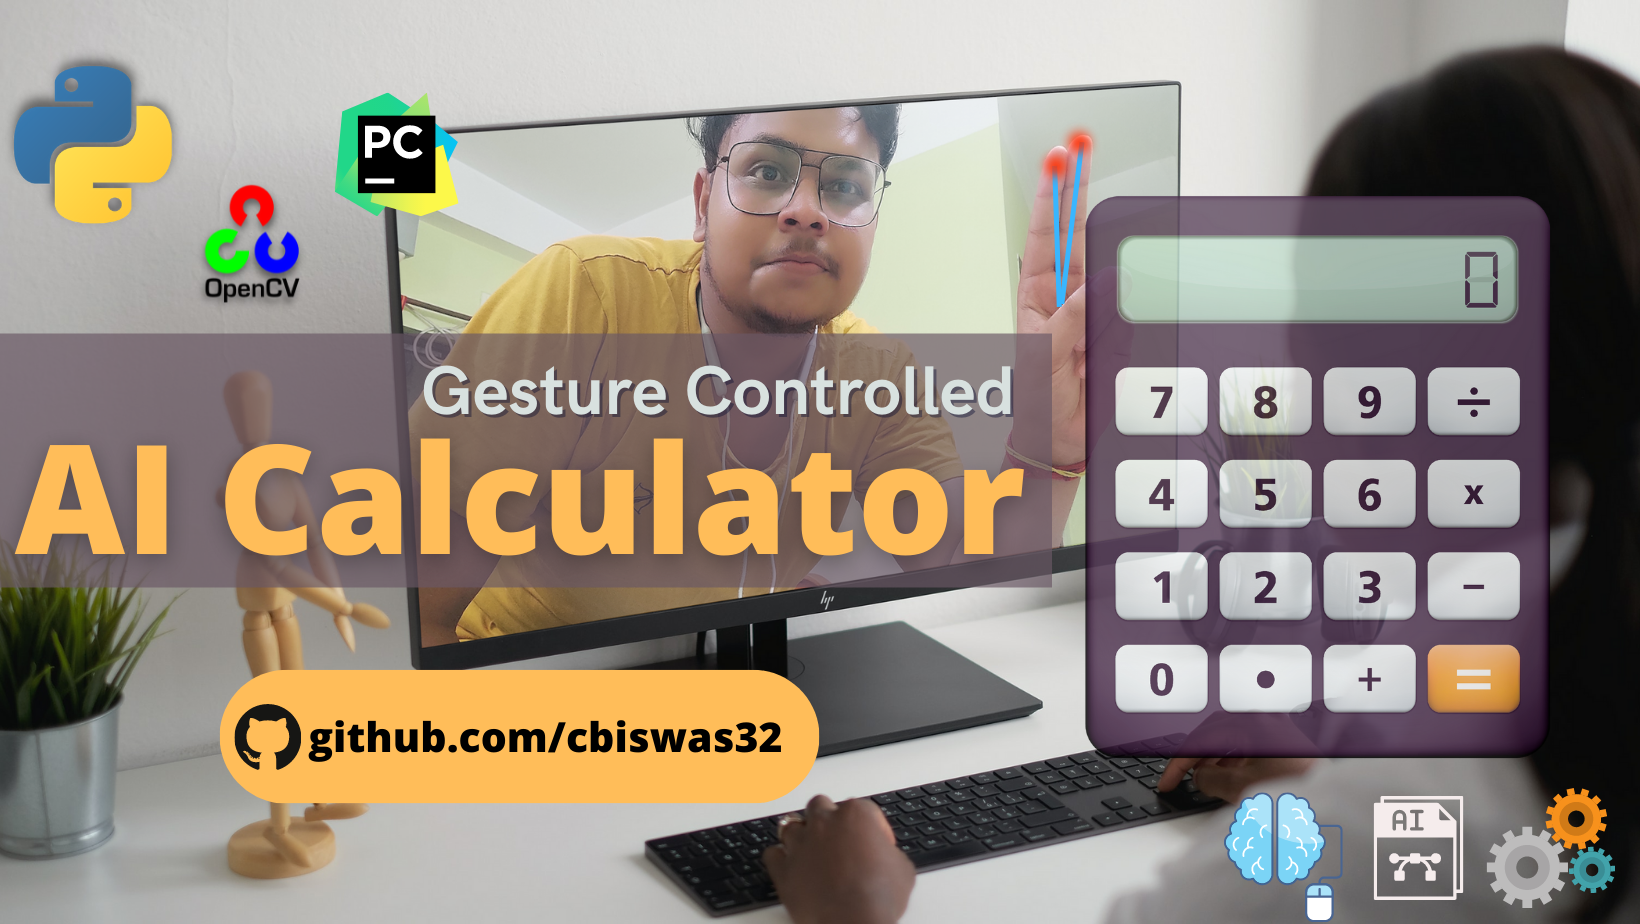 PC
OpenCV
Gesture Controlled
AI Calculator
github.com/cbiswas32
hp
0
7 8 9 ÷
4 5 6 x
1 2 3 −
0 • + =
AI